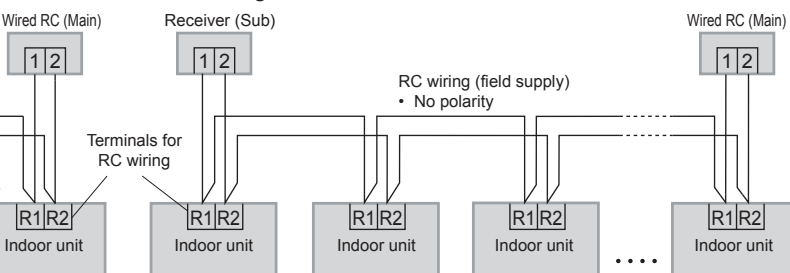 Wired RC (Main)
Receiver (Sub)
Wired RC (Main)
1 2
1 2
1 2
RC wiring (field supply)
• No polarity
Terminals for
RC wiring
R1 R2
R1 R2
R1 R2
R1 R2
R1 R2
Indoor unit
Indoor unit
Indoor unit
Indoor unit
Indoor unit